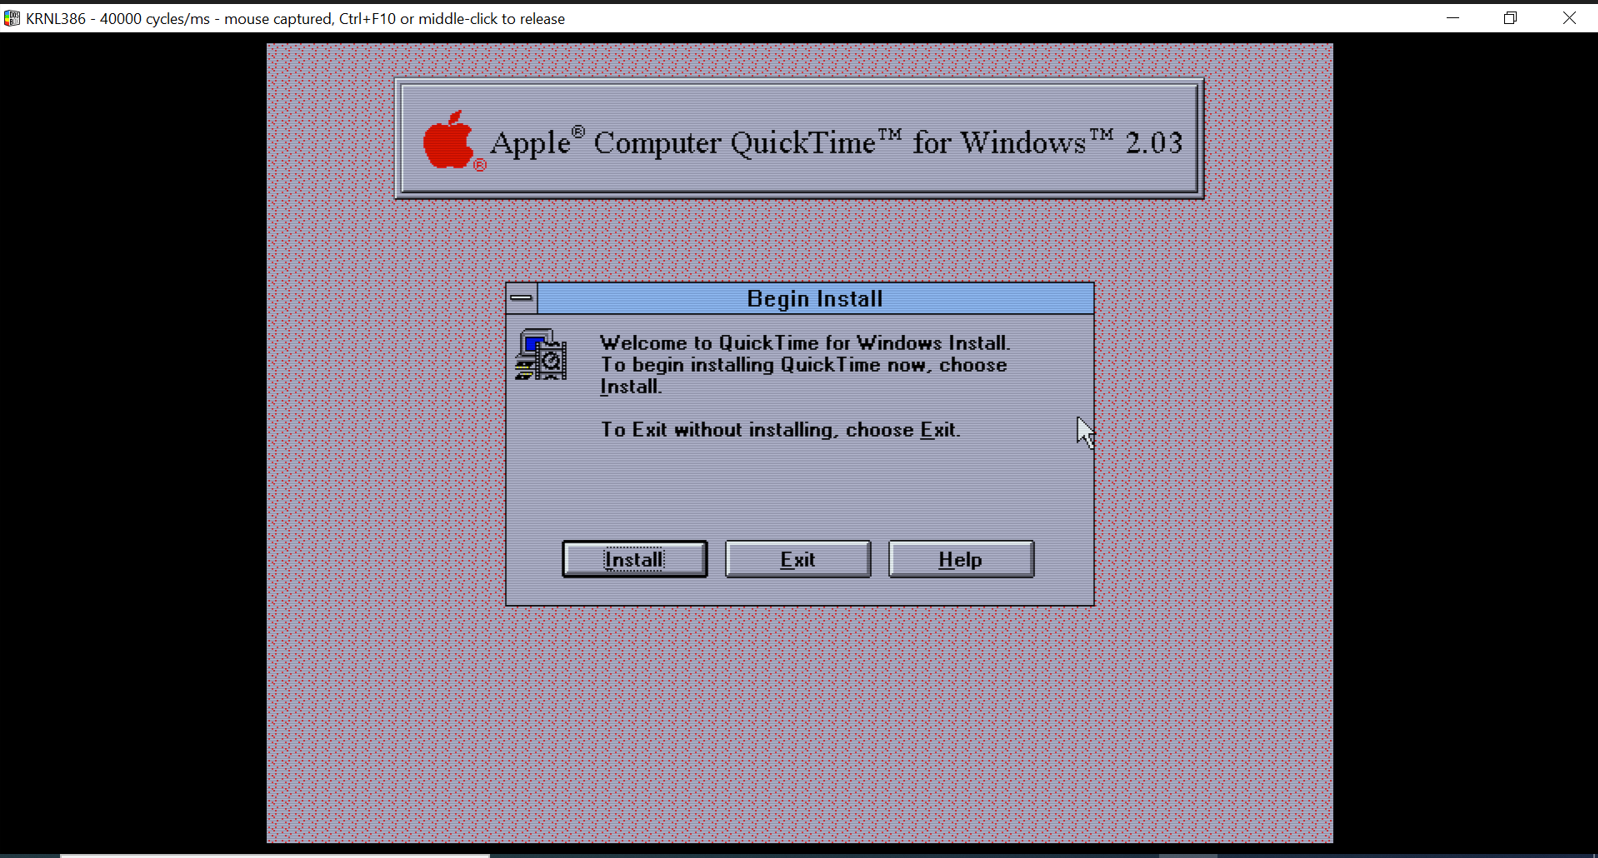 KRNL386 - 40000 cycles/ms - mouse captured, Ctrl+F10 or middle-click to release
® Apple® Computer QuickTime™ for Windows™ 2.03
Begin Install
Welcome to QuickTime for Windows Install.
To begin installing QuickTime now, choose
Install.
To Exit without installing, choose Exit.
Install Exit Help